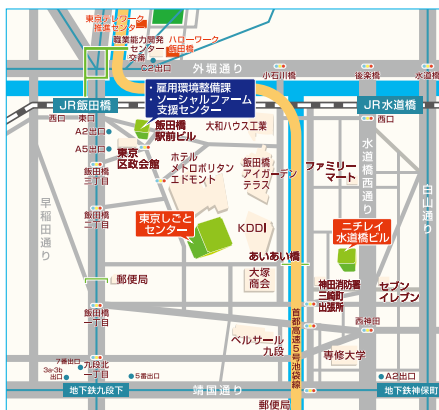 東京テレワーク
推進センター
職業能力開発
センター
ハローワーク
飯田橋
交番
C2出口
外堀通り
小石川橋
後楽橋
水道橋
・雇用環境整備課
・ソーシャルファーム
支援センター
JR飯田橋
JR水道橋
西口
東口
A2出口
飯田橋
駅前ビル
大和ハウス工業
西口
A5出口
東京
区政会館
ホテル
メトロポリタン
エドモント
飯田橋
アイガーデン
テラス
ファミリー
マート
水道橋西通り
白山通り
飯田橋
三丁目
早稲田通り
飯田橋
二丁目
東京しごと
センター
KDDI
ニチレイ
水道橋ビル
あいあい橋
郵便局
大塚
商会
神田消防署
三崎町
出張所
セブン
イレブン
首都高速5号池袋線
飯田橋
一丁目
西神田
ベルサール
九段
専修大学
7番出口
3a・3b
出口
九段北
一丁目
5番出口
A2出口
地下鉄九段下
靖国通り
地下鉄神保町
郵便局